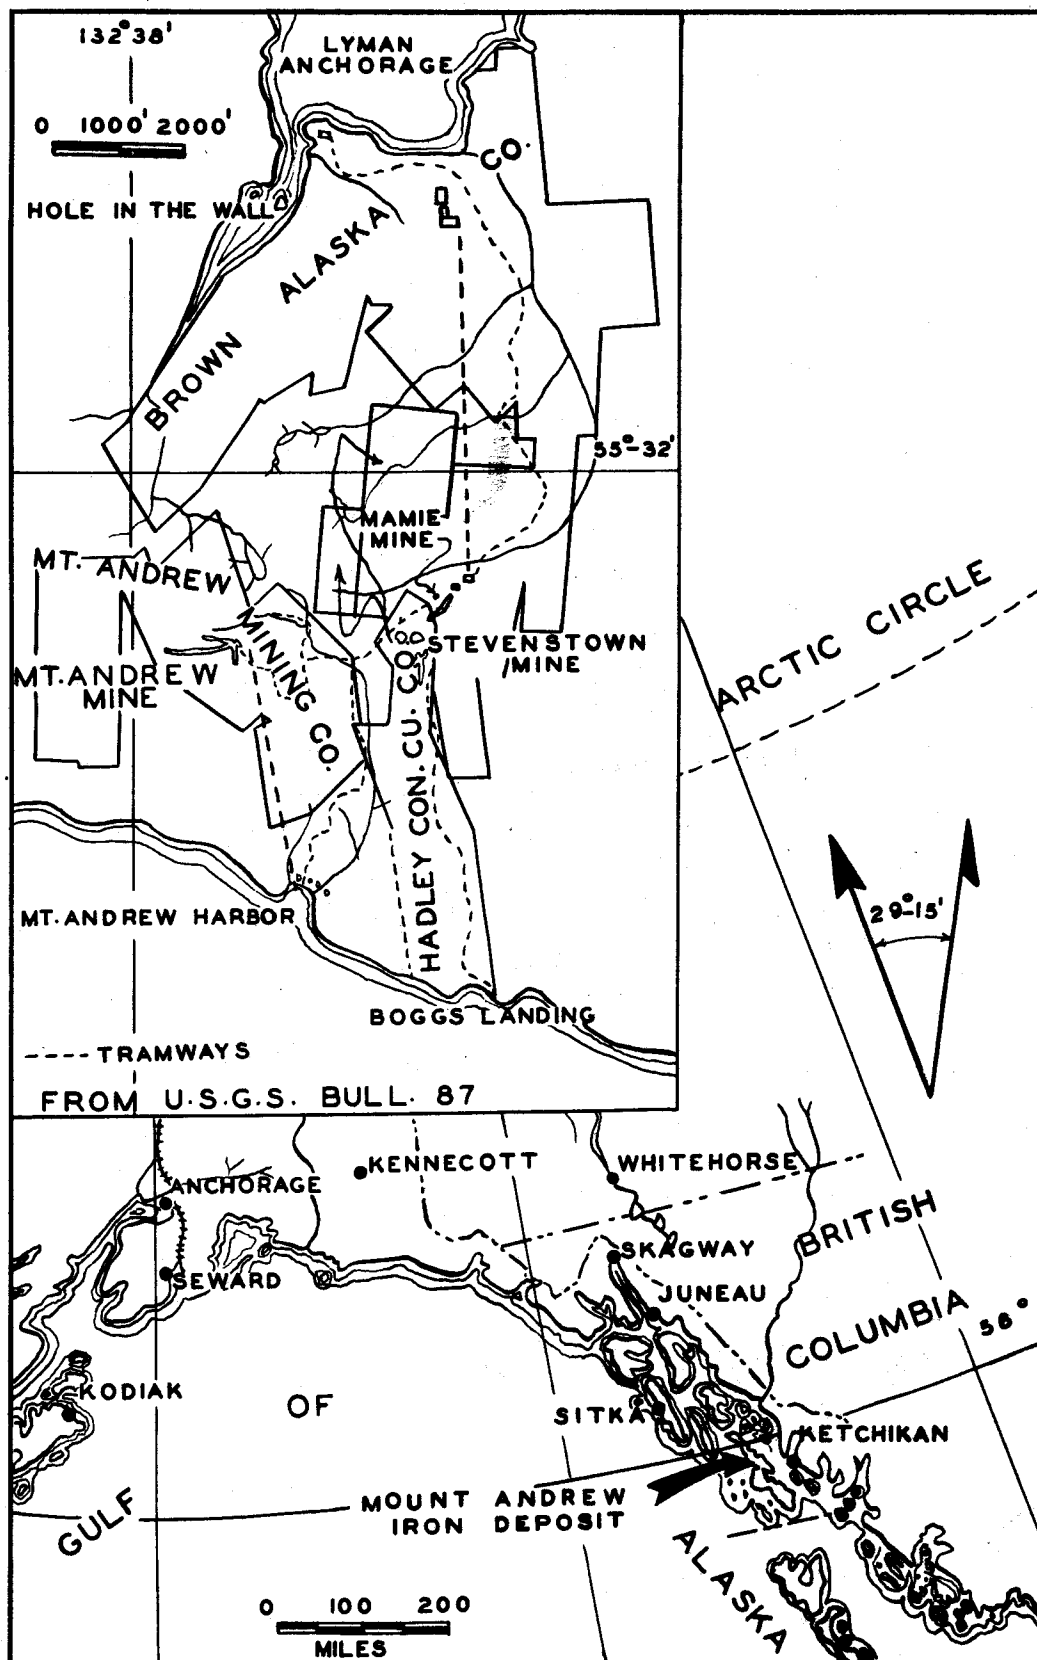 132°38'
LYMAN
ANCHORAGE
0 1000' 2000'
CO.
HOLE IN THE WALL
ALASKA
BROWN
55°-32'
MAMIE
MINE
MT. ANDREW
MINING CO.
STEVENSTOWN
MINE
MT. ANDREW
MINE
HADLEY CON. CU. CO.
MT. ANDREW HARBOR
BOGGS LANDING
TRAMWAYS
FROM U.S.G.S. BULL. 87
ARCTIC CIRCLE
29°-15'
KENNECOTT
WHITEHORSE
ANCHORAGE
BRITISH
COLUMBIA
SKAGWAY
SEWARD
JUNEAU
56°
KODIAK
OF
SITKA
KETCHIKAN
MOUNT ANDREW
IRON DEPOSIT
GULF
ALASKA
0 100 200
MILES